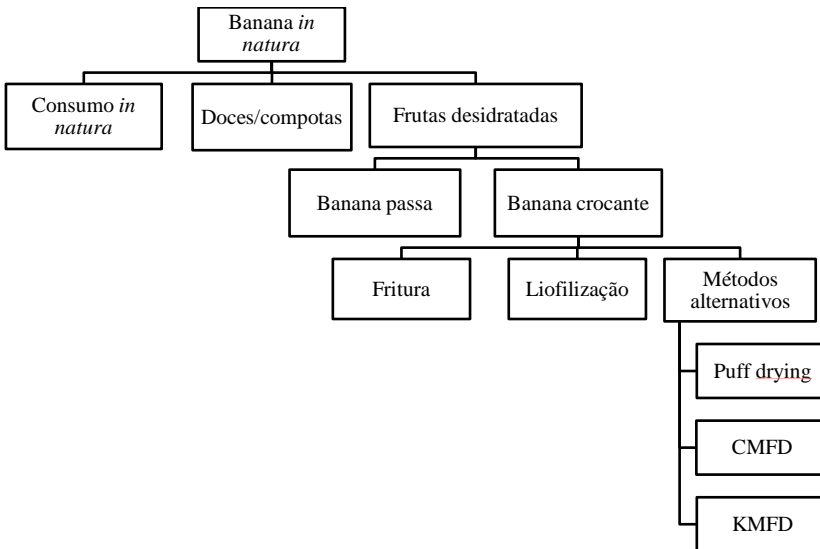 Banana in
natura
Consumo in
natura
Doces/compotas
Frutas desidratadas
Banana passa
Banana crocante
Fritura
Liofilização
Métodos
alternativos
Puff drying
CMFD
KMFD